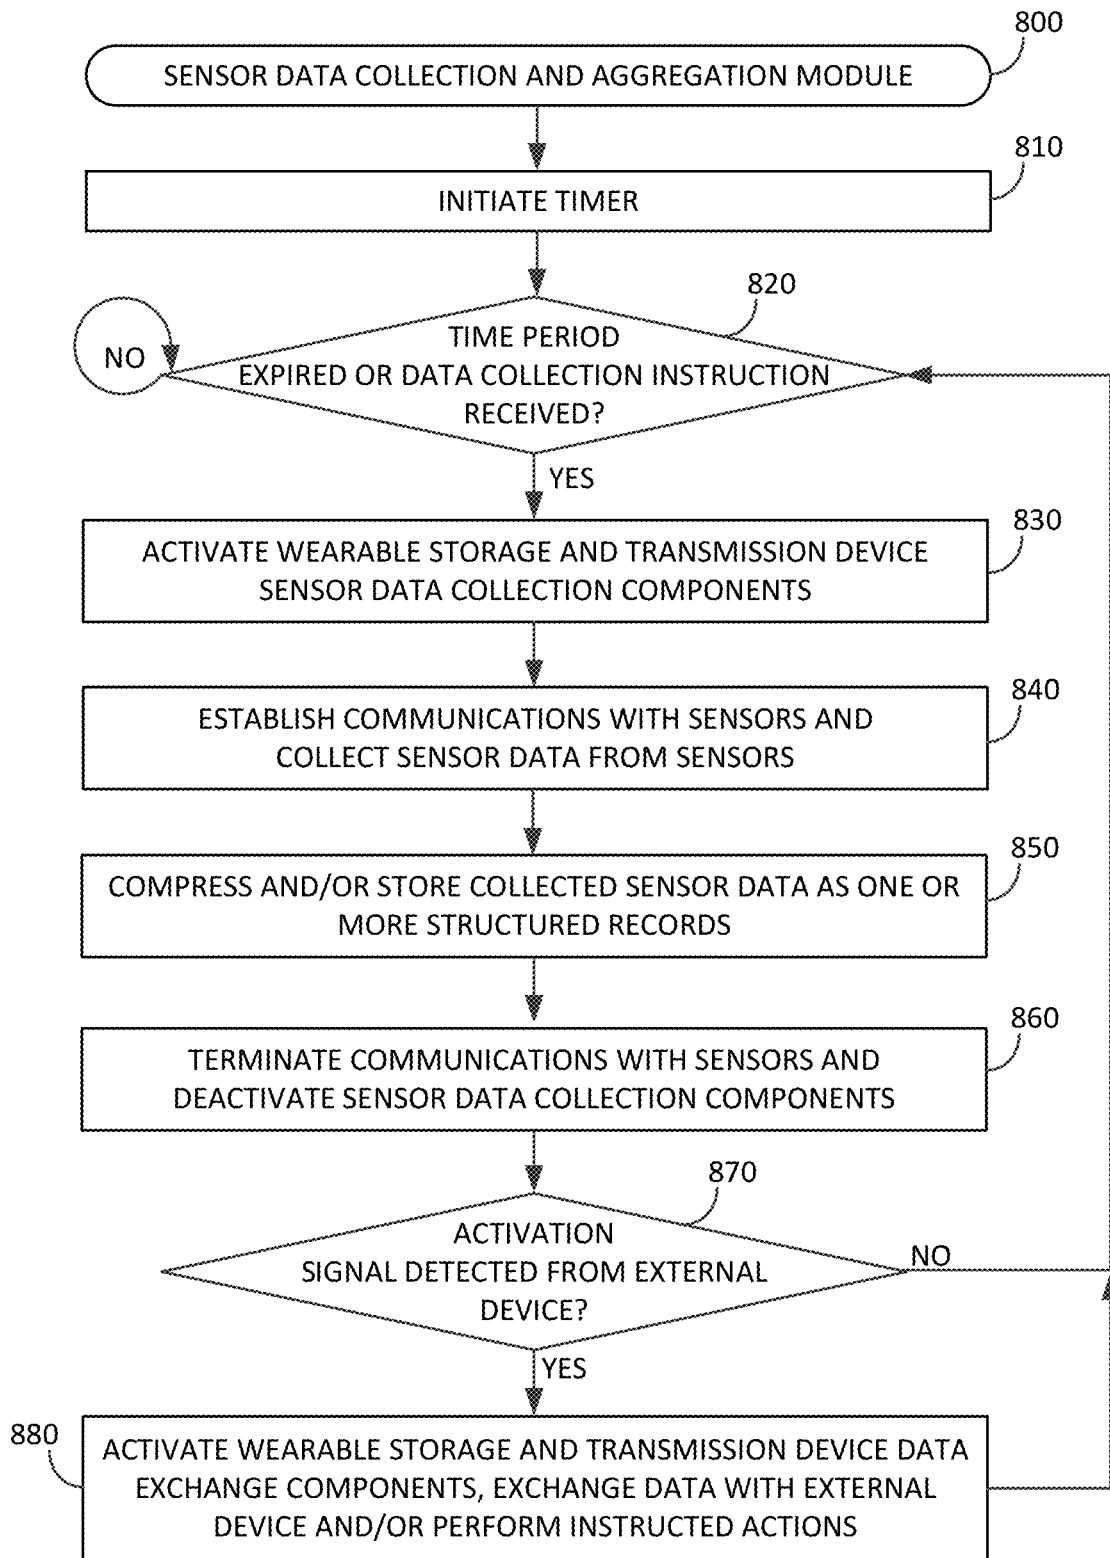 800
SENSOR DATA COLLECTION AND AGGREGATION MODULE
810
INITIATE TIMER
820
TIME PERIOD
EXPIRED OR DATA COLLECTION INSTRUCTION
RECEIVED?
NO
YES
830
ACTIVATE WEARABLE STORAGE AND TRANSMISSION DEVICE
SENSOR DATA COLLECTION COMPONENTS
840
ESTABLISH COMMUNICATIONS WITH SENSORS AND
COLLECT SENSOR DATA FROM SENSORS
850
COMPRESS AND/OR STORE COLLECTED SENSOR DATA AS ONE OR
MORE STRUCTURED RECORDS
860
TERMINATE COMMUNICATIONS WITH SENSORS AND
DEACTIVATE SENSOR DATA COLLECTION COMPONENTS
870
ACTIVATION
SIGNAL DETECTED FROM EXTERNAL
DEVICE?
NO
YES
880
ACTIVATE WEARABLE STORAGE AND TRANSMISSION DEVICE DATA
EXCHANGE COMPONENTS, EXCHANGE DATA WITH EXTERNAL
DEVICE AND/OR PERFORM INSTRUCTED ACTIONS